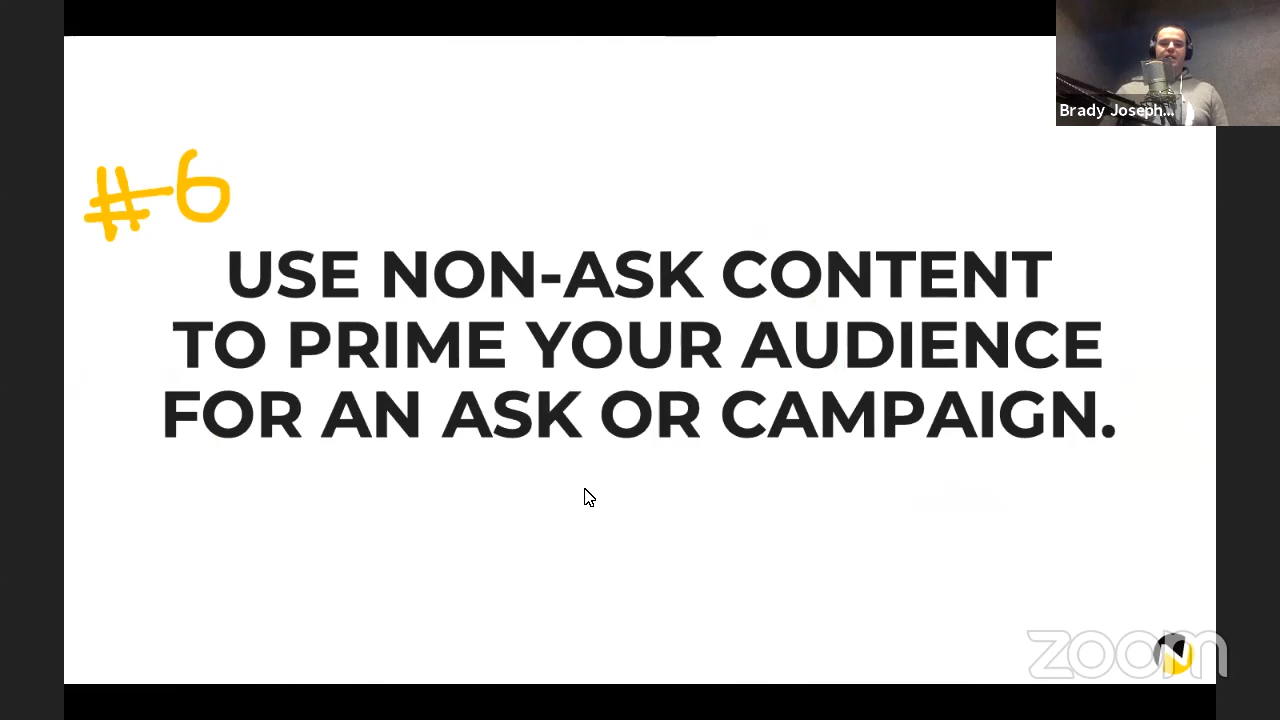 Brady Joseph...
#6
USE NON-ASK CONTENT
TO PRIME YOUR AUDIENCE
FOR AN ASK OR CAMPAIGN.
zoom
N